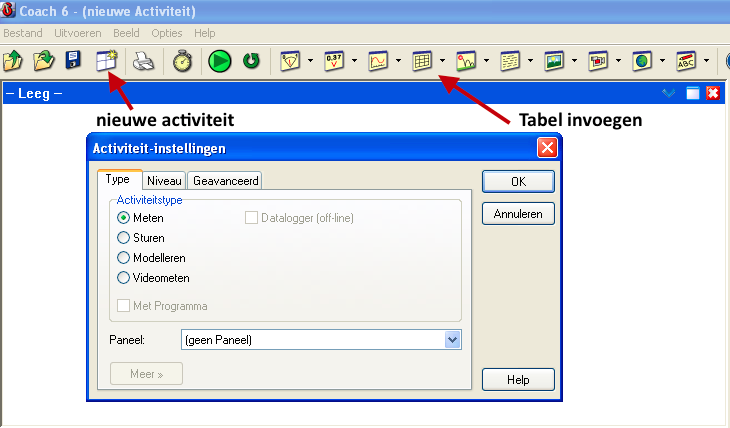 Coach 6 - (nieuwe Activiteit)
Bestand Uitvoeren Beeld Opties Help
0,37 V
ABC
– Leeg –
nieuwe activiteit Tabel invoegen
Activiteit-instellingen
Type Niveau Geavanceerd
OK
Activiteitstype
Meten Datalogger (off-line)
Annuleren
Sturen
Modelleren
Videometen
Met Programma
Paneel: (geen Paneel)
Meer »
Help